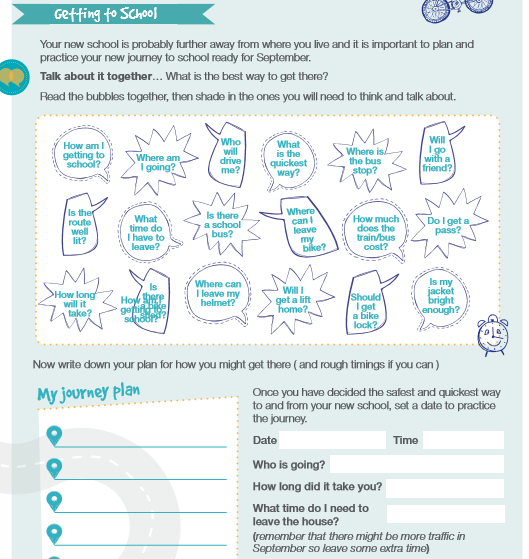 Getting to School
Your new school is probably further away from where you live and it is important to plan and
practice your new journey to school ready for September.
Talk about it together… What is the best way to get there?
Read the bubbles together, then shade in the ones you will need to think and talk about.
How am I
getting to
school?
Where am
I going?
Who
will
drive
me?
What
is the
quickest
way?
Where is
the bus
stop?
Will
I go
with a
friend?
Is the
route
well
lit?
What
time do
I have to
leave?
Is there
a school
bus?
Where
can I
leave
my
bike?
How much
does the
train/bus
cost?
Do I get a
pass?
How long
will it
take?
Is
there
a bike
shed?
How am I
getting to
school?
Where can
I leave my
helmet?
Will I
get a lift
home?
Should
I get
a bike
lock?
Is my
jacket
bright
enough?
Now write down your plan for how you might get there ( and rough timings if you can )
My journey plan
Once you have decided the safest and quickest way
to and from your new school, set a date to practice
the journey.
Date Time
Who is going?
How long did it take you?
What time do I need to
leave the house?
(remember that there might be more traffic in
September so leave some extra time)